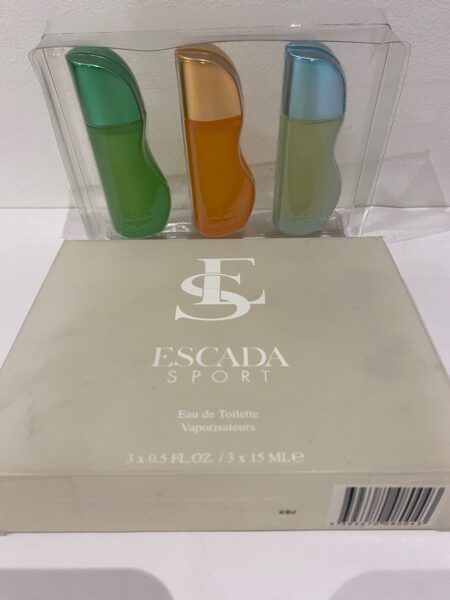 ES
ESCADA
SPORT
Eau de Toilette
Vaporisateurs
3 x 0.5 FL.OZ. / 3 x 15 ML℮